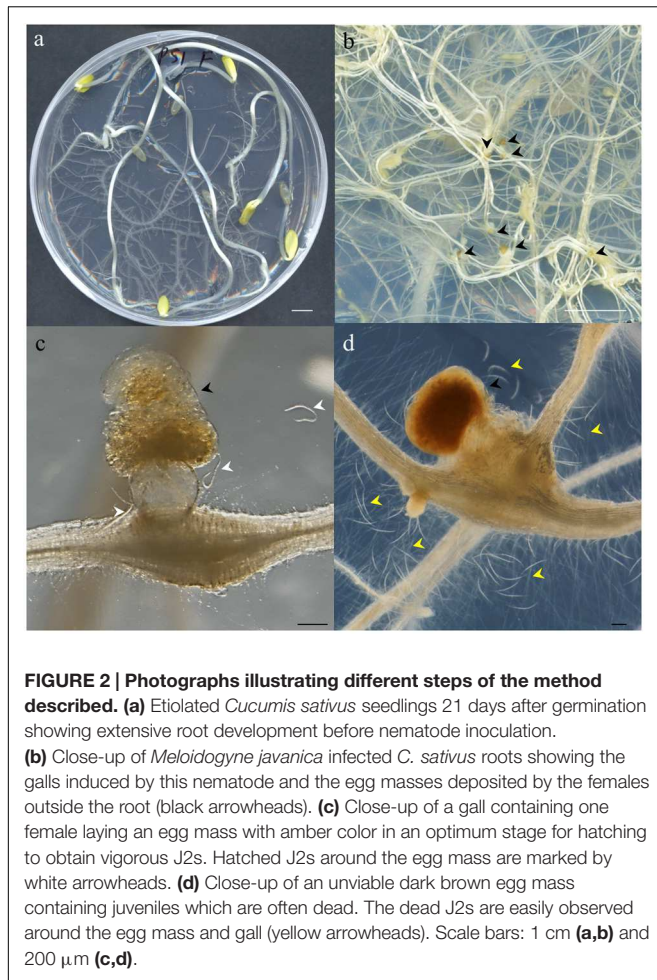 a
b
PSI F
c
d
FIGURE 2 | Photographs illustrating different steps of the method
described. (a) Etiolated Cucumis sativus seedlings 21 days after germination
showing extensive root development before nematode inoculation.
(b) Close-up of Meloidogyne javanica infected C. sativus roots showing the
galls induced by this nematode and the egg masses deposited by the females
outside the root (black arrowheads). (c) Close-up of a gall containing one
female laying an egg mass with amber color in an optimum stage for hatching
to obtain vigorous J2s. Hatched J2s around the egg mass are marked by
white arrowheads. (d) Close-up of an unviable dark brown egg mass
containing juveniles which are often dead. The dead J2s are easily observed
around the egg mass and gall (yellow arrowheads). Scale bars: 1 cm (a,b) and
200 μm (c,d).